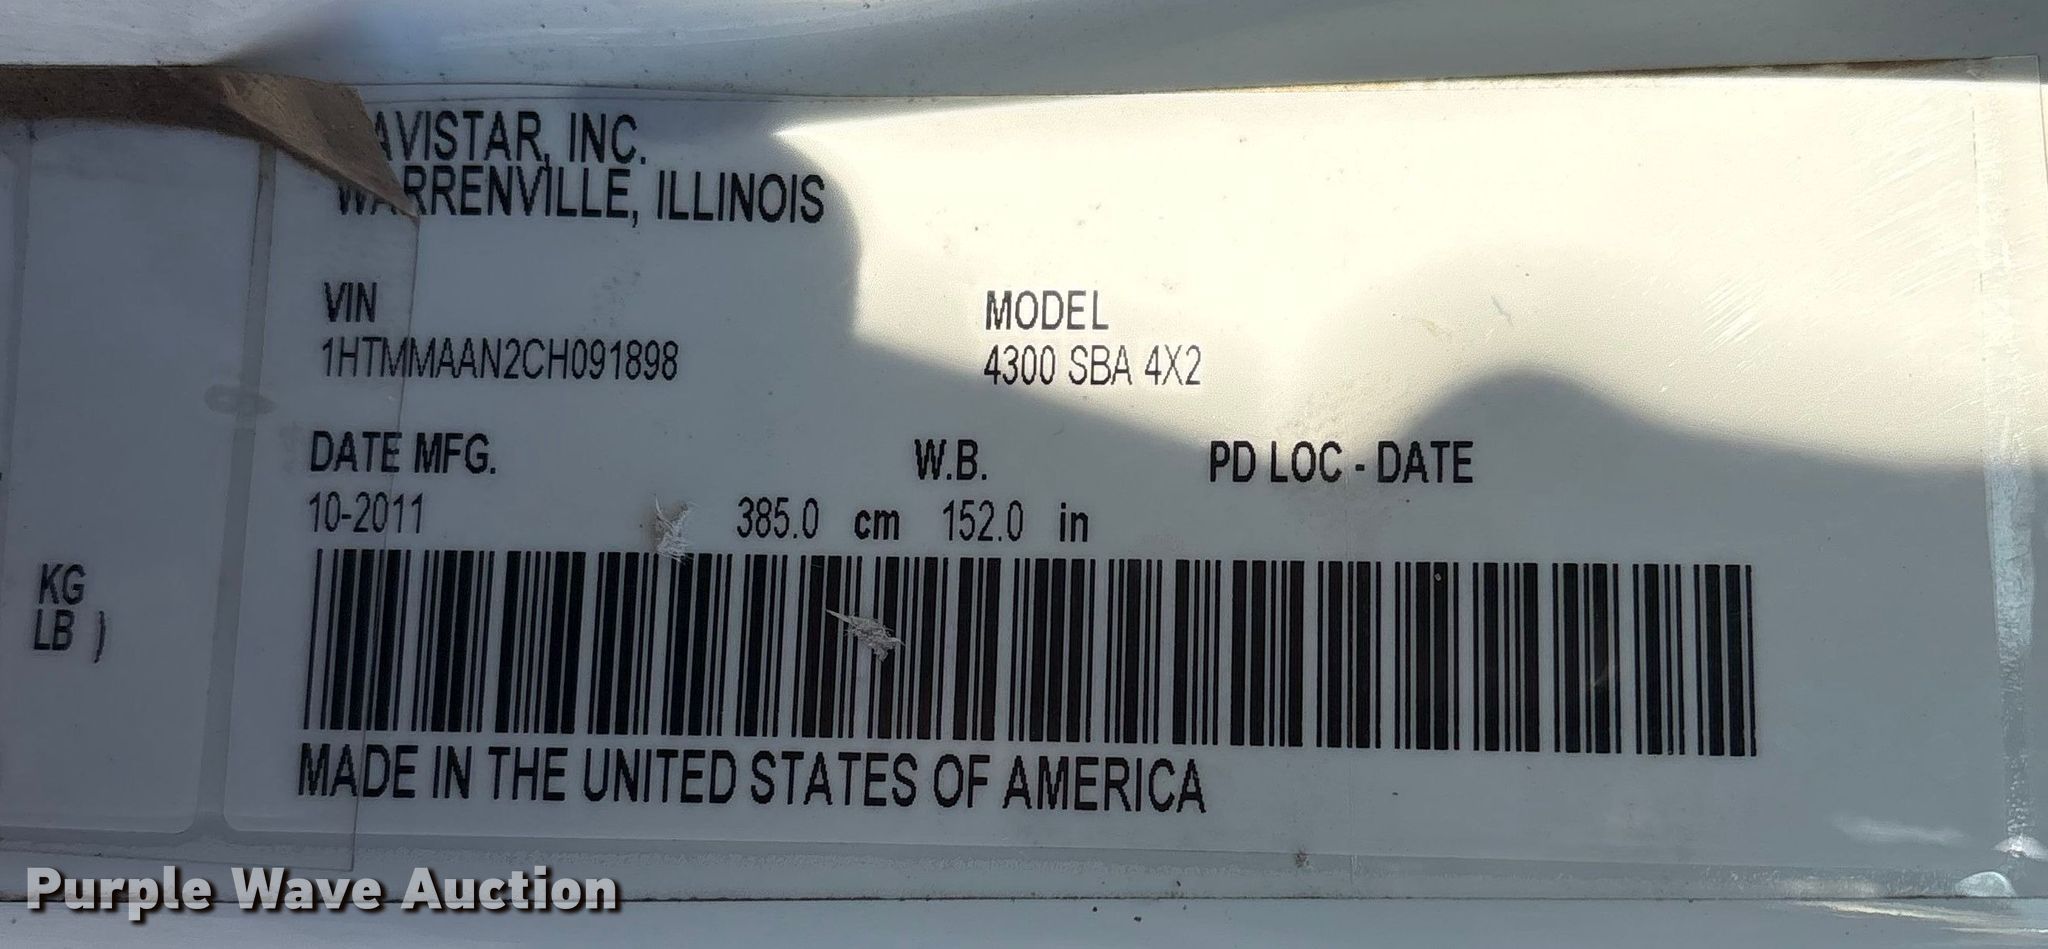 AVISTAR, INC.
WARRENVILLE, ILLINOIS
VIN
1HTMMAAN2CH091898
MODEL
4300 SBA 4X2
DATE MFG.
10-2011
W.B.
385.0 cm 152.0 in
PD LOC - DATE
KG
LB )
MADE IN THE UNITED STATES OF AMERICA
Purple Wave Auction